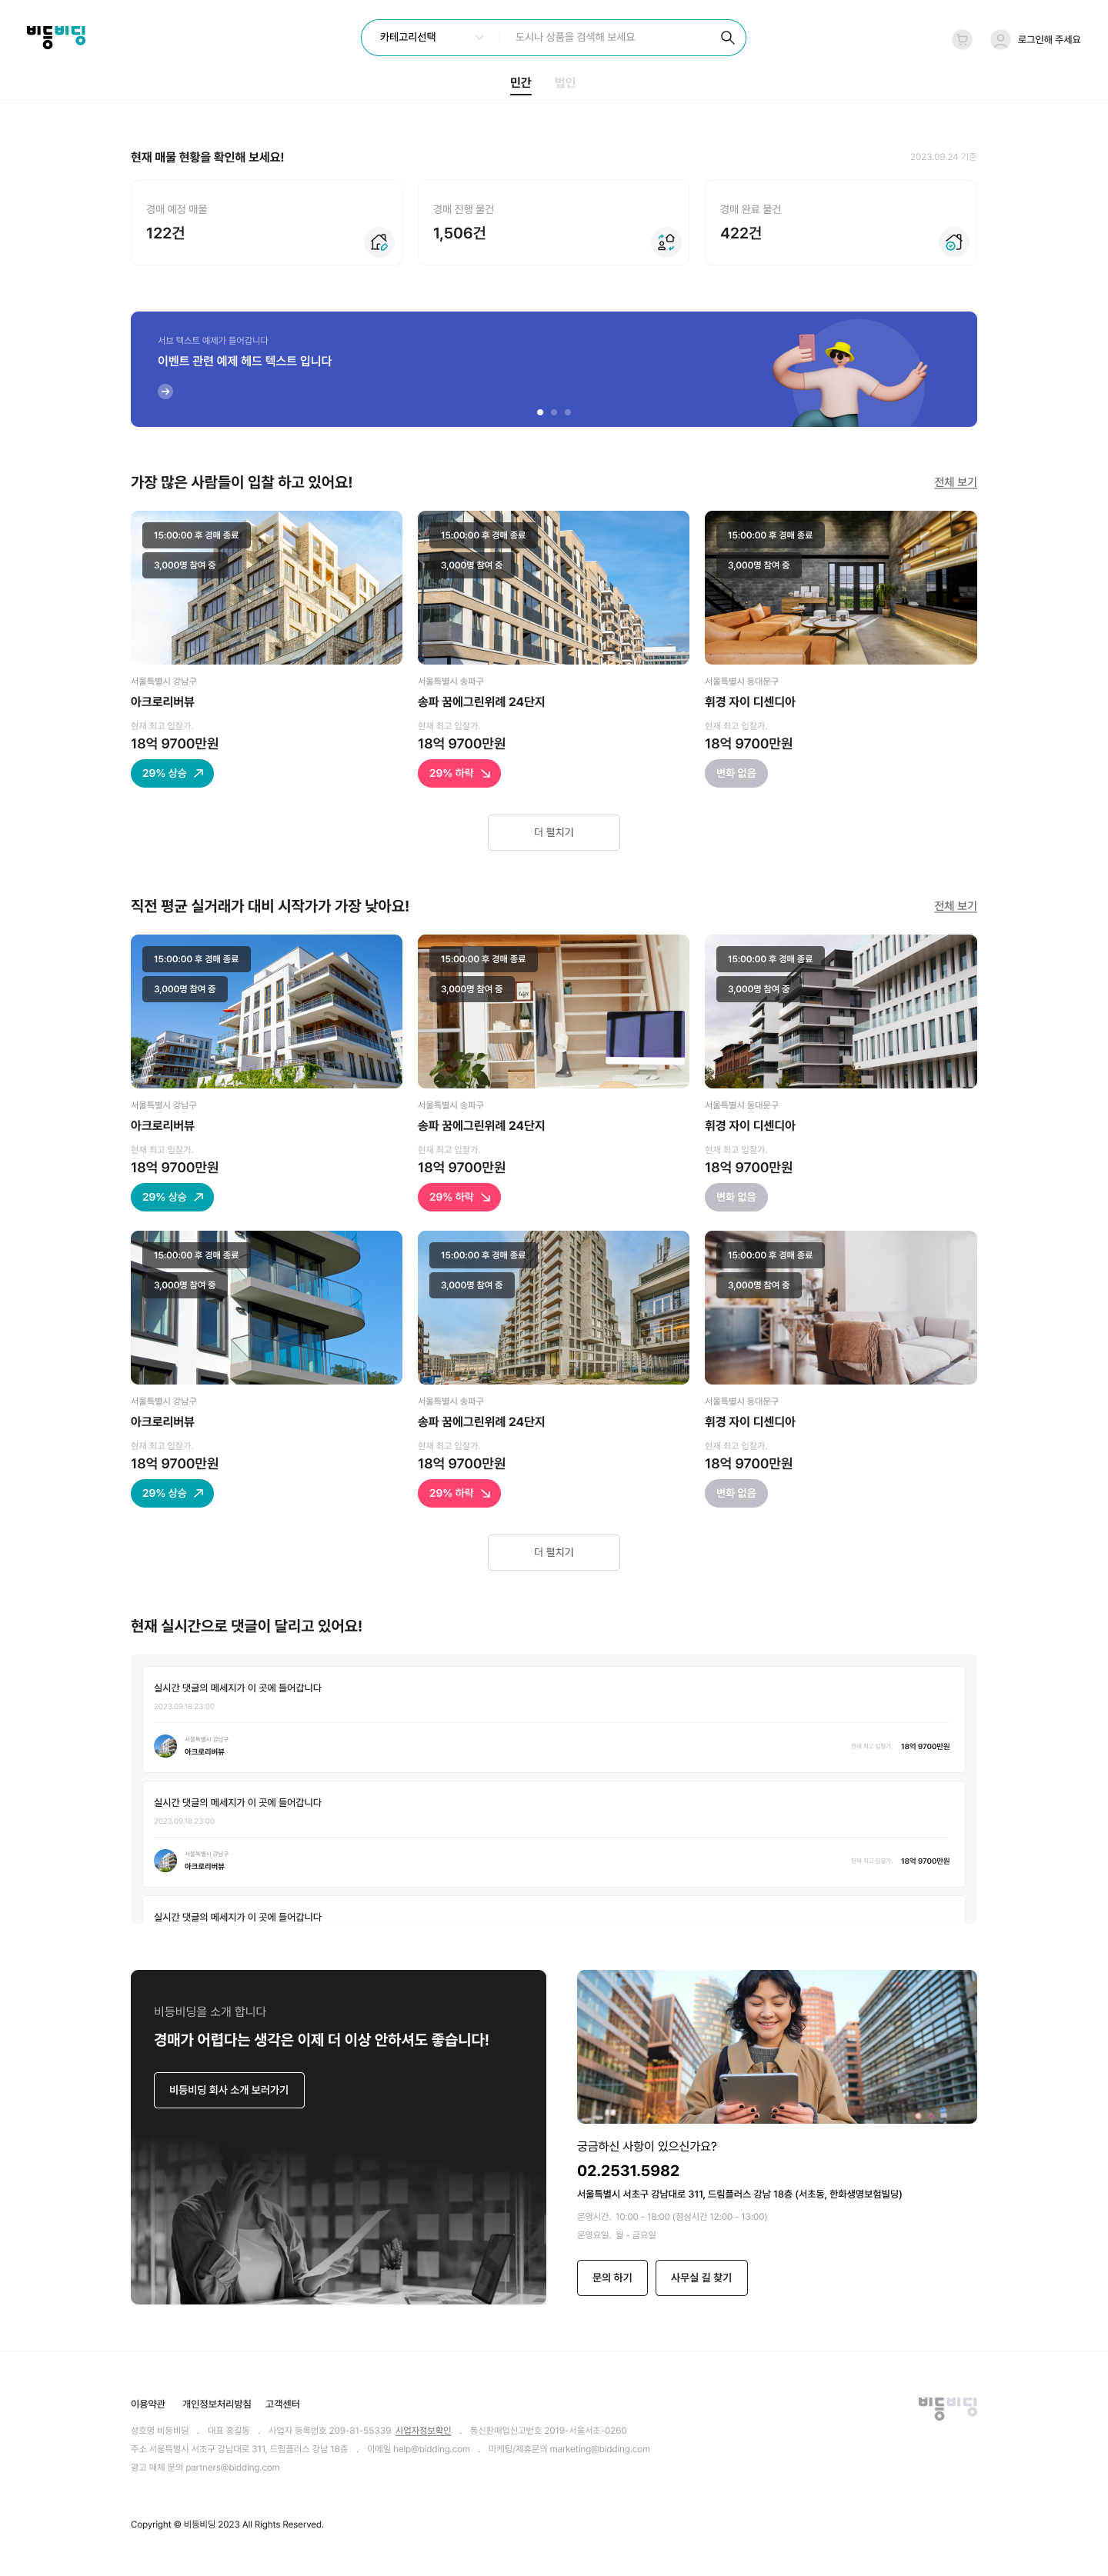 비등비딩
카테고리선택
도시나 상품을 검색해 보세요
로그인해 주세요
민간
법인
현재 매물 현황을 확인해 보세요!
2023.09.24 기준
경매 예정 매물
122건
경매 진행 물건
1,506건
경매 완료 물건
422건
서브 텍스트 예제가 들어갑니다
이벤트 관련 예제 헤드 텍스트 입니다
가장 많은 사람들이 입찰 하고 있어요!
전체 보기
15:00:00 후 경매 종료
3,000명 참여 중
서울특별시 강남구
아크로리버뷰
현재 최고 입찰가.
18억 9700만원
29% 상승
15:00:00 후 경매 종료
3,000명 참여 중
서울특별시 송파구
송파 꿈에그린위례 24단지
현재 최고 입찰가.
18억 9700만원
29% 하락
15:00:00 후 경매 종료
3,000명 참여 중
서울특별시 동대문구
휘경 자이 디센디아
현재 최고 입찰가.
18억 9700만원
변화 없음
더 펼치기
직전 평균 실거래가 대비 시작가가 가장 낮아요!
전체 보기
15:00:00 후 경매 종료
3,000명 참여 중
서울특별시 강남구
아크로리버뷰
현재 최고 입찰가.
18억 9700만원
29% 상승
15:00:00 후 경매 종료
3,000명 참여 중
서울특별시 송파구
송파 꿈에그린위례 24단지
현재 최고 입찰가.
18억 9700만원
29% 하락
15:00:00 후 경매 종료
3,000명 참여 중
서울특별시 동대문구
휘경 자이 디센디아
현재 최고 입찰가.
18억 9700만원
변화 없음
15:00:00 후 경매 종료
3,000명 참여 중
서울특별시 강남구
아크로리버뷰
현재 최고 입찰가.
18억 9700만원
29% 상승
15:00:00 후 경매 종료
3,000명 참여 중
서울특별시 송파구
송파 꿈에그린위례 24단지
현재 최고 입찰가.
18억 9700만원
29% 하락
15:00:00 후 경매 종료
3,000명 참여 중
서울특별시 동대문구
휘경 자이 디센디아
현재 최고 입찰가.
18억 9700만원
변화 없음
더 펼치기
현재 실시간으로 댓글이 달리고 있어요!
실시간 댓글의 메세지가 이 곳에 들어갑니다
2023.09.18.23:00
서울특별시 강남구
아크로리버뷰
현재 최고 입찰가.
18억 9700만원
실시간 댓글의 메세지가 이 곳에 들어갑니다
2023.09.18.23:00
서울특별시 강남구
아크로리버뷰
현재 최고 입찰가.
18억 9700만원
실시간 댓글의 메세지가 이 곳에 들어갑니다
비등비딩을 소개 합니다
경매가 어렵다는 생각은 이제 더 이상 안하셔도 좋습니다!
비등비딩 회사 소개 보러가기
궁금하신 사항이 있으신가요?
02.2531.5982
서울특별시 서초구 강남대로 311, 드림플러스 강남 18층 (서초동, 한화생명보험빌딩)
운영시간. 10:00 - 18:00 (점심시간 12:00 - 13:00)
운영요일. 월 - 금요일
문의 하기
사무실 길 찾기
이용약관 개인정보처리방침 고객센터
비등비딩
상호명 비등비딩 . 대표 홍길동 . 사업자 등록번호 209-81-55339 사업자정보확인 . 통신판매업신고번호 2019-서울서초-0260
주소 서울특별시 서초구 강남대로 311, 드림플러스 강남 18층 . 이메일 help@bidding.com . 마케팅/제휴문의 marketing@bidding.com
광고 매체 문의 partners@bidding.com
Copyright © 비등비딩 2023 All Rights Reserved.